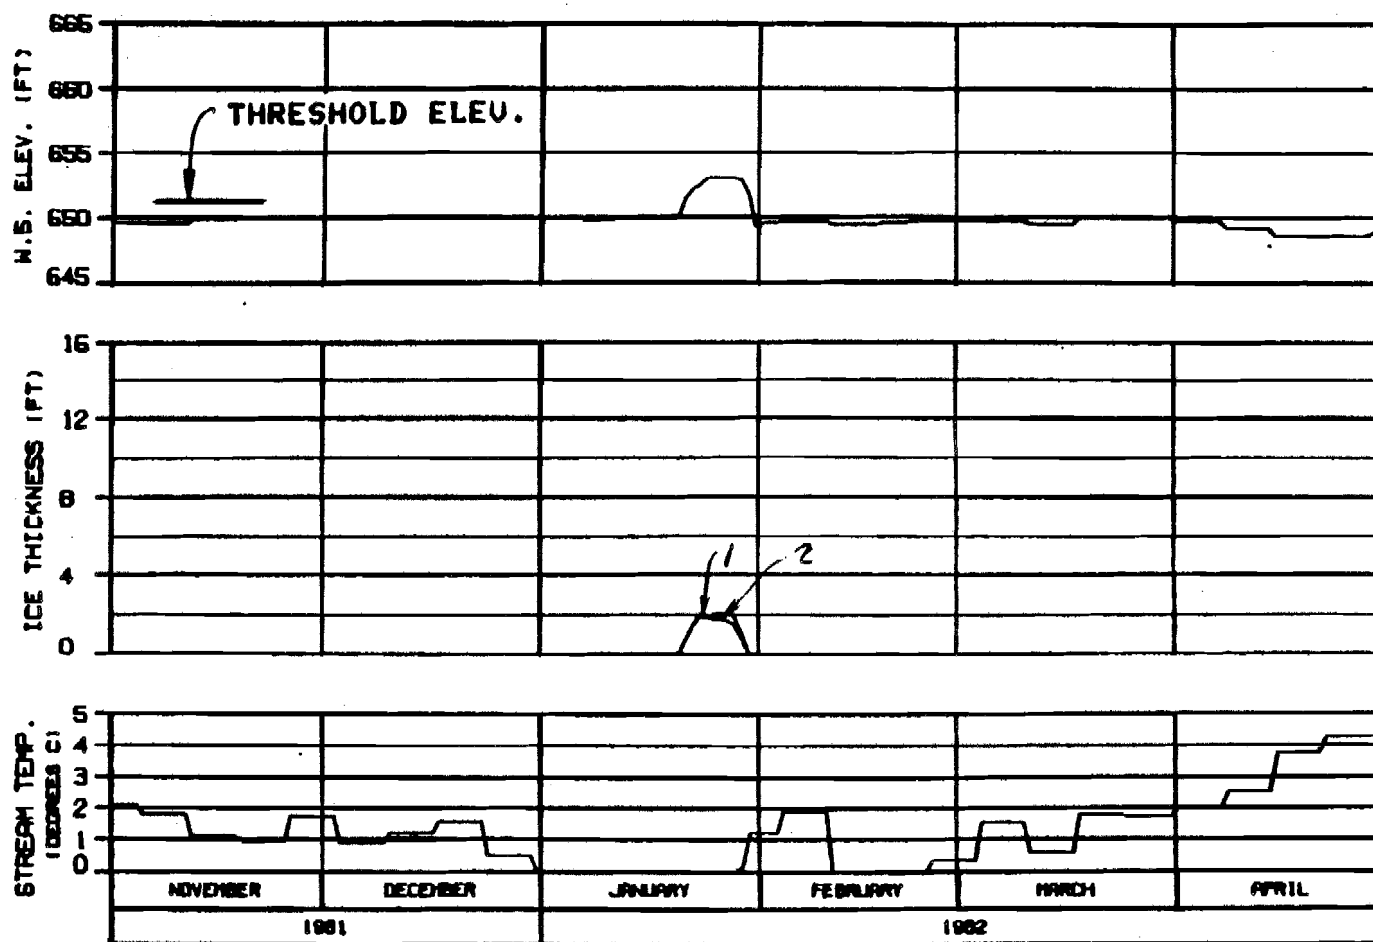 665
660
655
650
645
W.S. ELEV. (FT)
THRESHOLD ELEV.
16
12
8
4
0
ICE THICKNESS (FT)
1
2
5
4
3
2
1
0
STREAM TEMP.
(DEGREES C)
NOVEMBER
DECEMBER
JANUARY
FEBRUARY
MARCH
APRIL
1981
1982